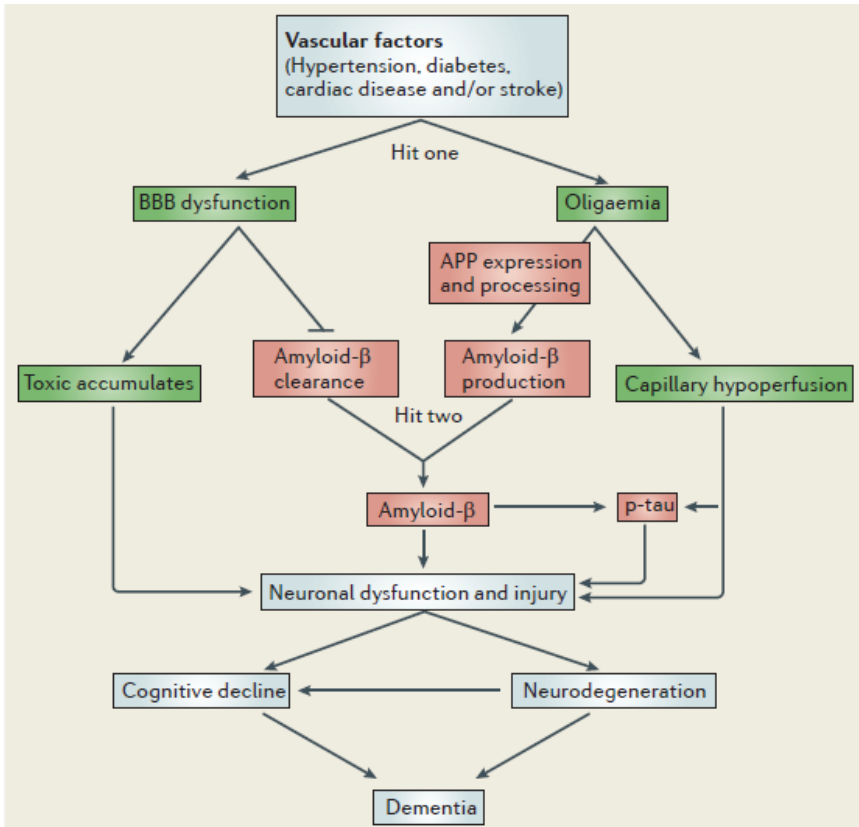 Vascular factors
(Hypertension, diabetes,
cardiac disease and/or stroke)
Hit one
BBB dysfunction
Oligaemia
APP expression
and processing
Toxic accumulates
Amyloid-β
clearance
Amyloid-β
production
Capillary hypoperfusion
Hit two
Amyloid-β
p-tau
Neuronal dysfunction and injury
Cognitive decline
Neurodegeneration
Dementia